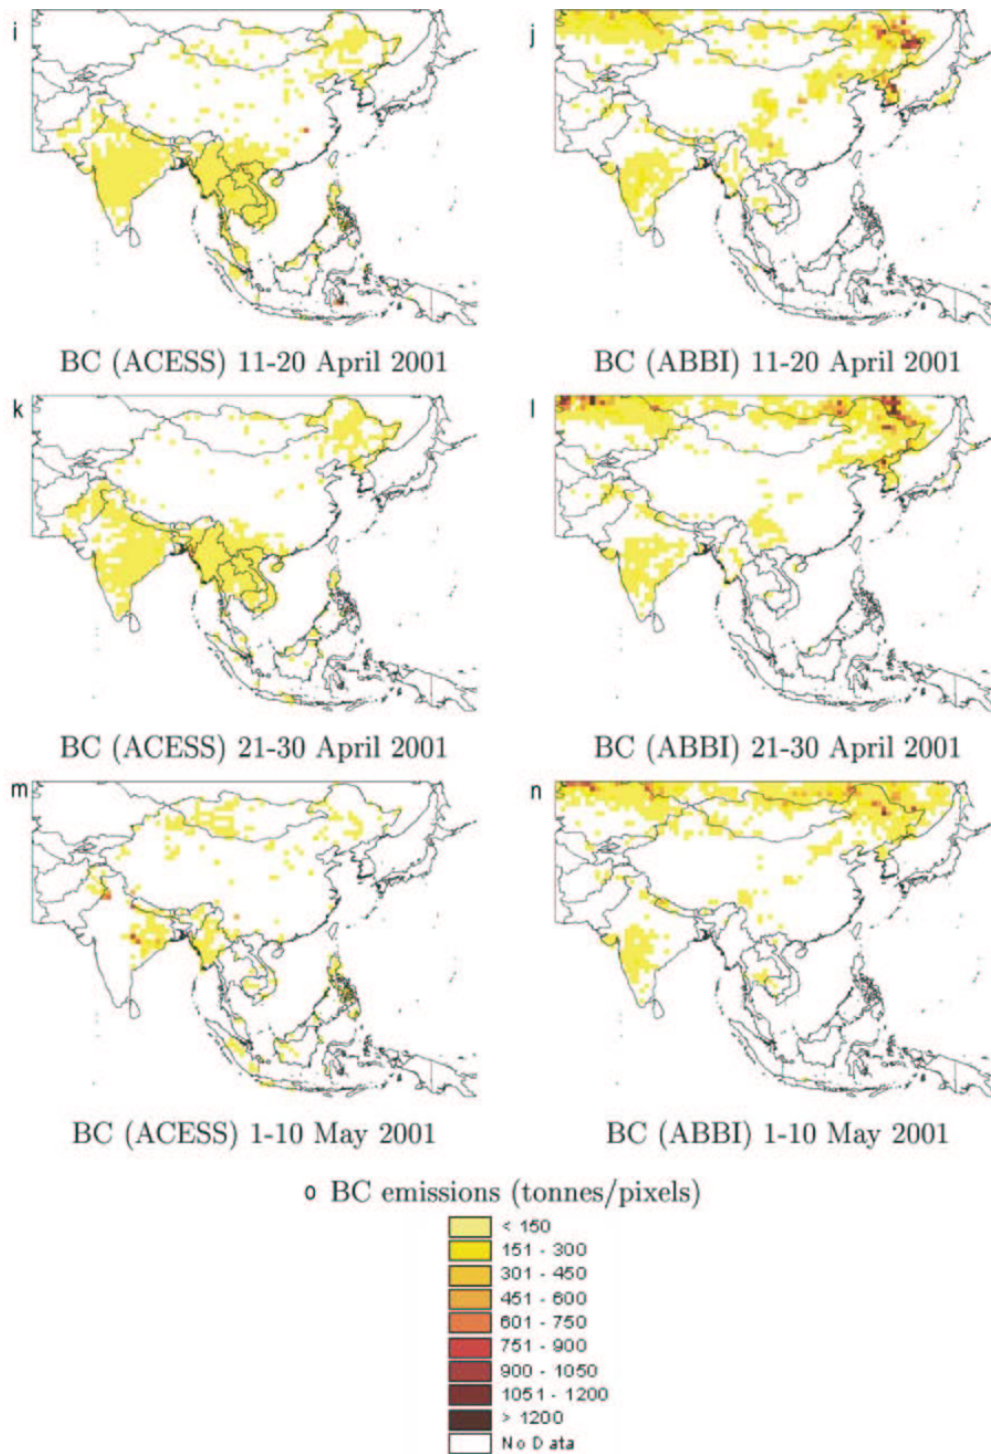 i
j
BC (ACESS) 11-20 April 2001
BC (ABBI) 11-20 April 2001
k
l
BC (ACESS) 21-30 April 2001
BC (ABBI) 21-30 April 2001
m
n
BC (ACESS) 1-10 May 2001
BC (ABBI) 1-10 May 2001
o BC emissions (tonnes/pixels)
< 150
151 - 300
301 - 450
451 - 600
601 - 750
751 - 900
900 - 1050
1051 - 1200
> 1200
No Data